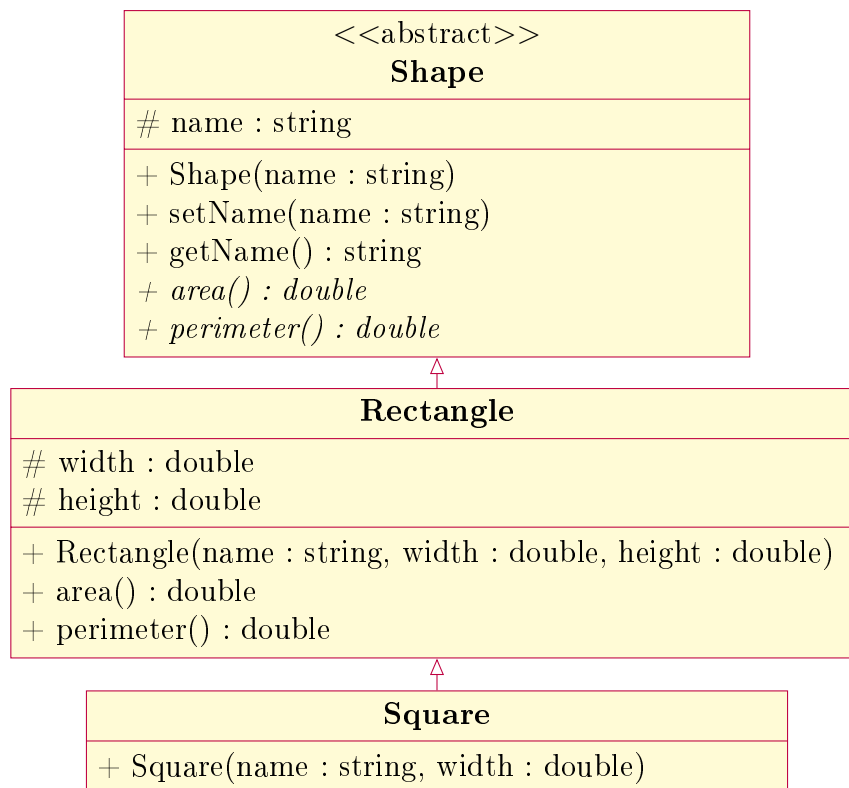 <<abstract>>
Shape
# name : string
+ Shape(name : string)
+ setName(name : string)
+ getName() : string
+ area() : double
+ perimeter() : double
Rectangle
# width : double
# height : double
+ Rectangle(name : string, width : double, height : double)
+ area() : double
+ perimeter() : double
Square
+ Square(name : string, width : double)